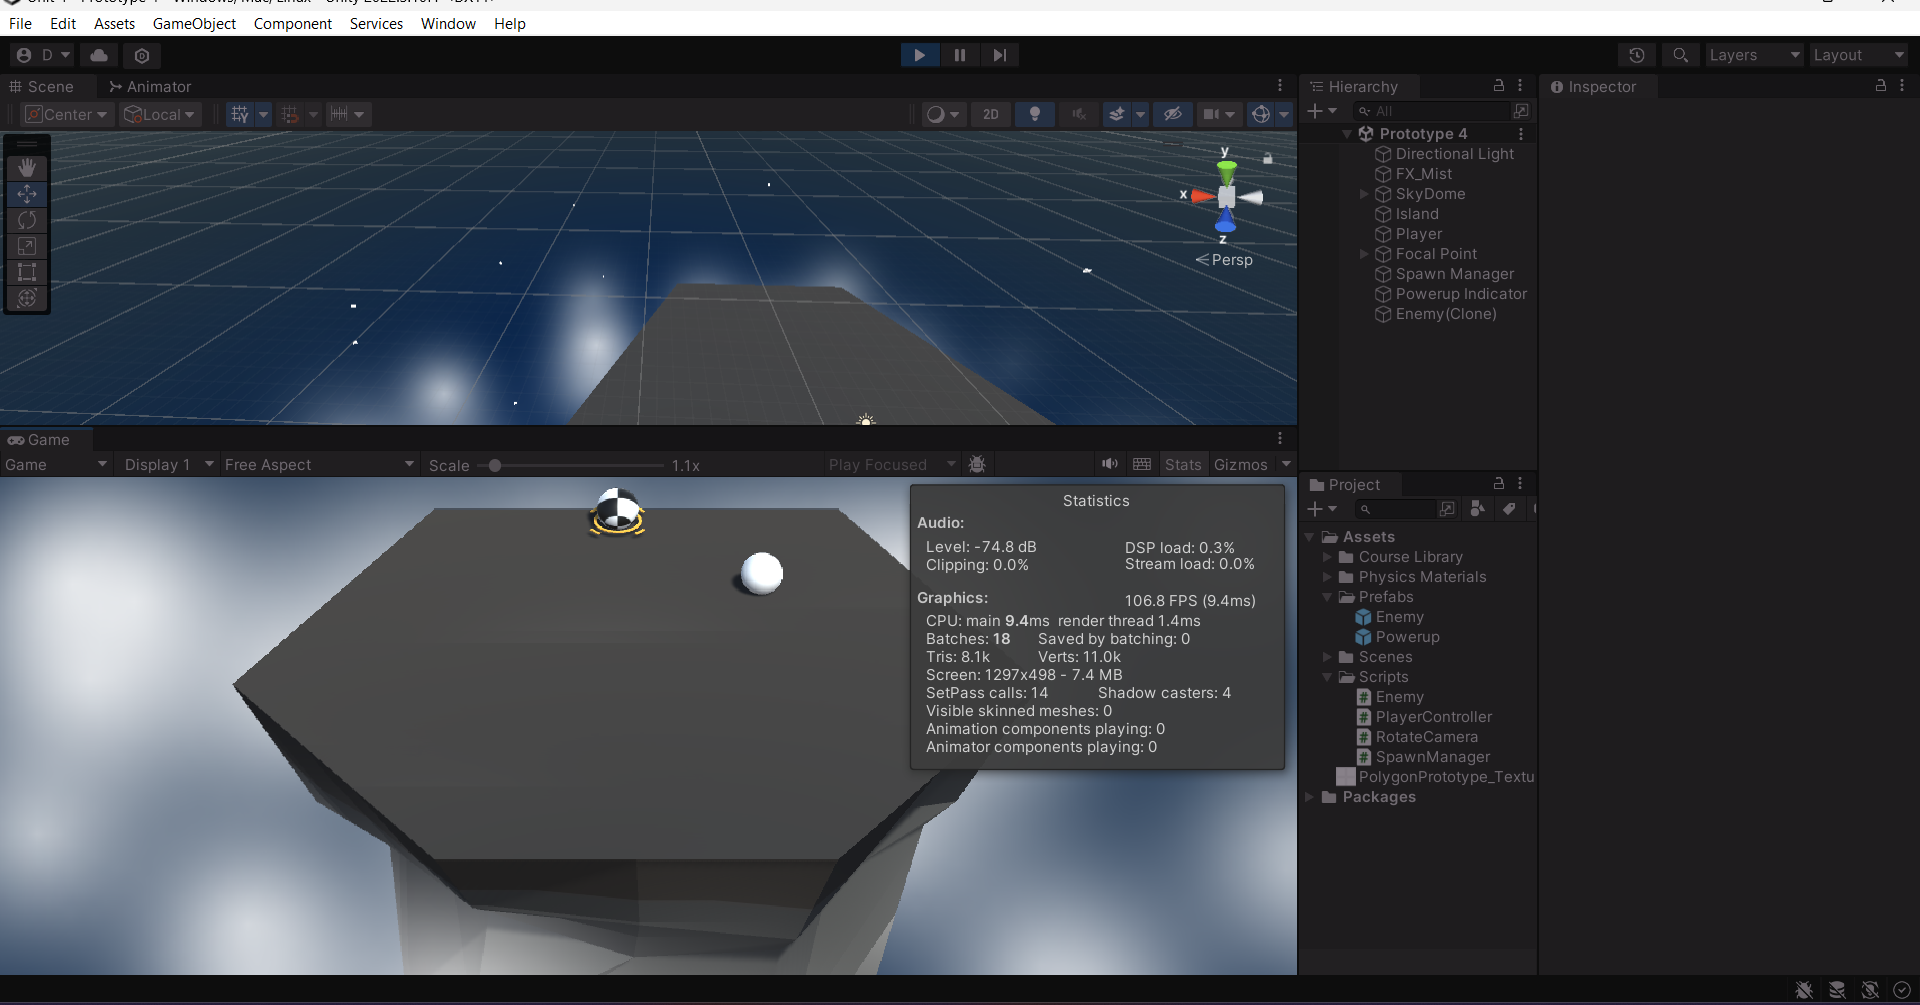 File Edit Assets GameObject Component Services Window Help
D
Layers Layout
Scene Animator
Center Local
2D
y
x
z
Persp
Game
Game Display 1 Free Aspect Scale 1.1x Play Focused Stats Gizmos
Statistics
Audio:
Level: -74.8 dB DSP load: 0.3%
Clipping: 0.0% Stream load: 0.0%
Graphics: 106.8 FPS (9.4ms)
CPU: main 9.4ms render thread 1.4ms
Batches: 18 Saved by batching: 0
Tris: 8.1k Verts: 11.0k
Screen: 1297x498 - 7.4 MB
SetPass calls: 14 Shadow casters: 4
Visible skinned meshes: 0
Animation components playing: 0
Animator components playing: 0
Hierarchy
All
Prototype 4
Directional Light
FX_Mist
SkyDome
Island
Player
Focal Point
Spawn Manager
Powerup Indicator
Enemy(Clone)
Project
Assets
Course Library
Physics Materials
Prefabs
Enemy
Powerup
Scenes
Scripts
Enemy
PlayerController
RotateCamera
SpawnManager
PolygonPrototype_Textu
Packages
Inspector